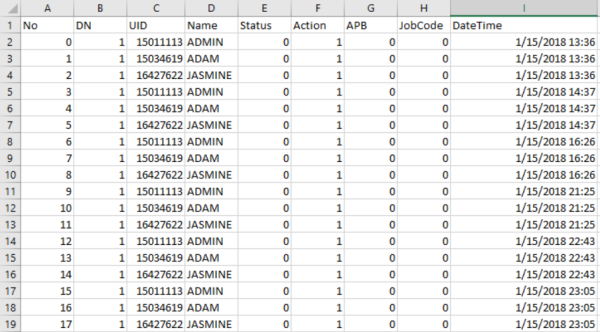 A B C D E F G H I
1 No DN UID Name Status Action APB JobCode DateTime
2 0 1 15011113 ADMIN 0 1 0 0 1/15/2018 13:36
3 1 1 15034619 ADAM 0 1 0 0 1/15/2018 13:36
4 2 1 16427622 JASMINE 0 1 0 0 1/15/2018 13:36
5 3 1 15011113 ADMIN 0 1 0 0 1/15/2018 14:37
6 4 1 15034619 ADAM 0 1 0 0 1/15/2018 14:37
7 5 1 16427622 JASMINE 0 1 0 0 1/15/2018 14:37
8 6 1 15011113 ADMIN 0 1 0 0 1/15/2018 16:26
9 7 1 15034619 ADAM 0 1 0 0 1/15/2018 16:26
10 8 1 16427622 JASMINE 0 1 0 0 1/15/2018 16:26
11 9 1 15011113 ADMIN 0 1 0 0 1/15/2018 21:25
12 10 1 15034619 ADAM 0 1 0 0 1/15/2018 21:25
13 11 1 16427622 JASMINE 0 1 0 0 1/15/2018 21:25
14 12 1 15011113 ADMIN 0 1 0 0 1/15/2018 22:43
15 13 1 15034619 ADAM 0 1 0 0 1/15/2018 22:43
16 14 1 16427622 JASMINE 0 1 0 0 1/15/2018 22:43
17 15 1 15011113 ADMIN 0 1 0 0 1/15/2018 23:05
18 16 1 15034619 ADAM 0 1 0 0 1/15/2018 23:05
19 17 1 16427622 JASMINE 0 1 0 0 1/15/2018 23:05